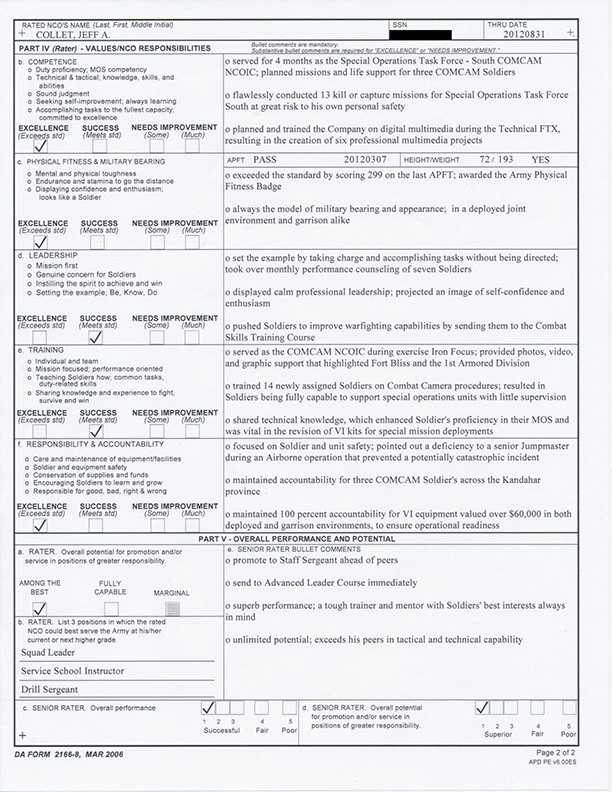 RATED NCO'S NAME (Last, First, Middle Initial)
SSN
THRU DATE
+ COLLET, JEFF A.
20120831 +
PART IV (Rater) - VALUES/NCO RESPONSIBILITIES
Bullet comments are mandatory.
Substantive bullet comments are required for "EXCELLENCE" or "NEEDS IMPROVEMENT."
b. COMPETENCE
o Duty proficiency; MOS competency
o Technical & tactical; knowledge, skills, and
abilities
o Sound judgment
o Seeking self-improvement; always learning
o Accomplishing tasks to the fullest capacity;
committed to excellence
EXCELLENCE SUCCESS NEEDS IMPROVEMENT
(Exceeds std) (Meets std) (Some) (Much)
o served for 4 months as the Special Operations Task Force - South COMCAM
NCOIC; planned missions and life support for three COMCAM Soldiers
o flawlessly conducted 13 kill or capture missions for Special Operations Task Force
South at great risk to his own personal safety
o planned and trained the Company on digital multimedia during the Technical FTX,
resulting in the creation of six professional multimedia projects
c. PHYSICAL FITNESS & MILITARY BEARING
o Mental and physical toughness
o Endurance and stamina to go the distance
o Displaying confidence and enthusiasm;
looks like a Soldier
EXCELLENCE SUCCESS NEEDS IMPROVEMENT
(Exceeds std) (Meets std) (Some) (Much)
APFT PASS 20120307 HEIGHT/WEIGHT 72 / 193 YES
o exceeded the standard by scoring 299 on the last APFT; awarded the Army Physical
Fitness Badge
o always the model of military bearing and appearance; in a deployed joint
environment and garrison alike
d. LEADERSHIP
o Mission first
o Genuine concern for Soldiers
o Instilling the spirit to achieve and win
o Setting the example; Be, Know, Do
EXCELLENCE SUCCESS NEEDS IMPROVEMENT
(Exceeds std) (Meets std) (Some) (Much)
o set the example by taking charge and accomplishing tasks without being directed;
took over monthly performance counseling of seven Soldiers
o displayed calm professional leadership; projected an image of self-confidence and
enthusiasm
o pushed Soldiers to improve warfighting capabilities by sending them to the Combat
Skills Training Course
e. TRAINING
o Individual and team
o Mission focused; performance oriented
o Teaching Soldiers how; common tasks,
duty-related skills
o Sharing knowledge and experience to fight,
survive and win
EXCELLENCE SUCCESS NEEDS IMPROVEMENT
(Exceeds std) (Meets std) (Some) (Much)
o served as the COMCAM NCOIC during exercise Iron Focus; provided photos, video,
and graphic support that highlighted Fort Bliss and the 1st Armored Division
o trained 14 newly assigned Soldiers on Combat Camera procedures; resulted in
Soldiers being fully capable to support special operations units with little supervision
o shared technical knowledge, which enhanced Soldier's proficiency in their MOS and
was vital in the revision of VI kits for special mission deployments
f. RESPONSIBILITY & ACCOUNTABILITY
o Care and maintenance of equipment/facilities
o Soldier and equipment safety
o Conservation of supplies and funds
o Encouraging Soldiers to learn and grow
o Responsible for good, bad, right & wrong
EXCELLENCE SUCCESS NEEDS IMPROVEMENT
(Exceeds std) (Meets std) (Some) (Much)
o focused on Soldier and unit safety; pointed out a deficiency to a senior Jumpmaster
during an Airborne operation that prevented a potentially catastrophic incident
o maintained accountability for three COMCAM Soldier's across the Kandahar
province
o maintained 100 percent accountability for VI equipment valued over $60,000 in both
deployed and garrison environments, to ensure operational readiness
PART V - OVERALL PERFORMANCE AND POTENTIAL
a. RATER. Overall potential for promotion and/or
service in positions of greater responsibility.
AMONG THE BEST FULLY CAPABLE MARGINAL
b. RATER. List 3 positions in which the rated
NCO could best serve the Army at his/her
current or next higher grade.
Squad Leader
Service School Instructor
Drill Sergeant
e. SENIOR RATER BULLET COMMENTS
o promote to Staff Sergeant ahead of peers
o send to Advanced Leader Course immediately
o superb performance; a tough trainer and mentor with Soldiers' best interests always
in mind
o unlimited potential; exceeds his peers in tactical and technical capability
c. SENIOR RATER. Overall performance
1 2 3 4 5
Successful Fair Poor
d. SENIOR RATER. Overall potential
for promotion and/or service in
positions of greater responsibility.
1 2 3 4 5
Superior Fair Poor
+
DA FORM 2166-8, MAR 2006
Page 2 of 2
APD PE v6.00ES